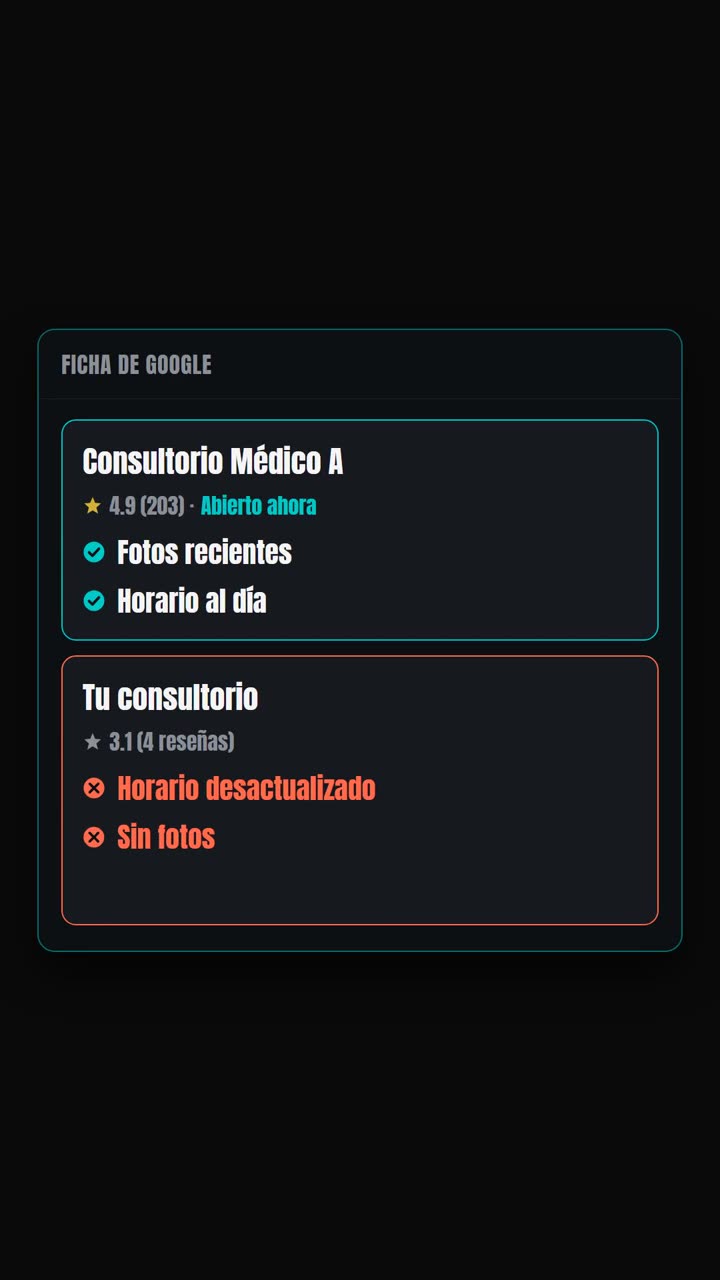 FICHA DE GOOGLE
Consultorio Médico A
★ 4.9 (203) · Abierto ahora
Fotos recientes
Horario al día
Tu consultorio
★ 3.1 (4 reseñas)
Horario desactualizado
Sin fotos